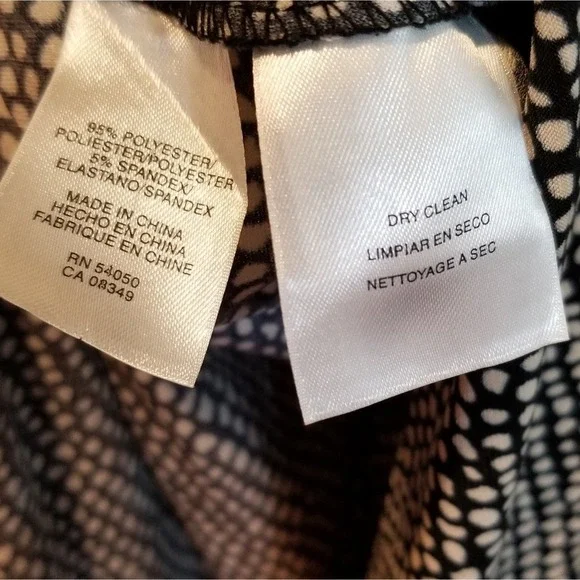 95% POLYESTER/
POLIESTER/POLYESTER
5% SPANDEX/
ELASTANO/SPANDEX
MADE IN CHINA
HECHO EN CHINA
FABRIQUE EN CHINE
RN 54050
CA 08349
DRY CLEAN
LIMPIAR EN SECO
NETTOYAGE A SEC